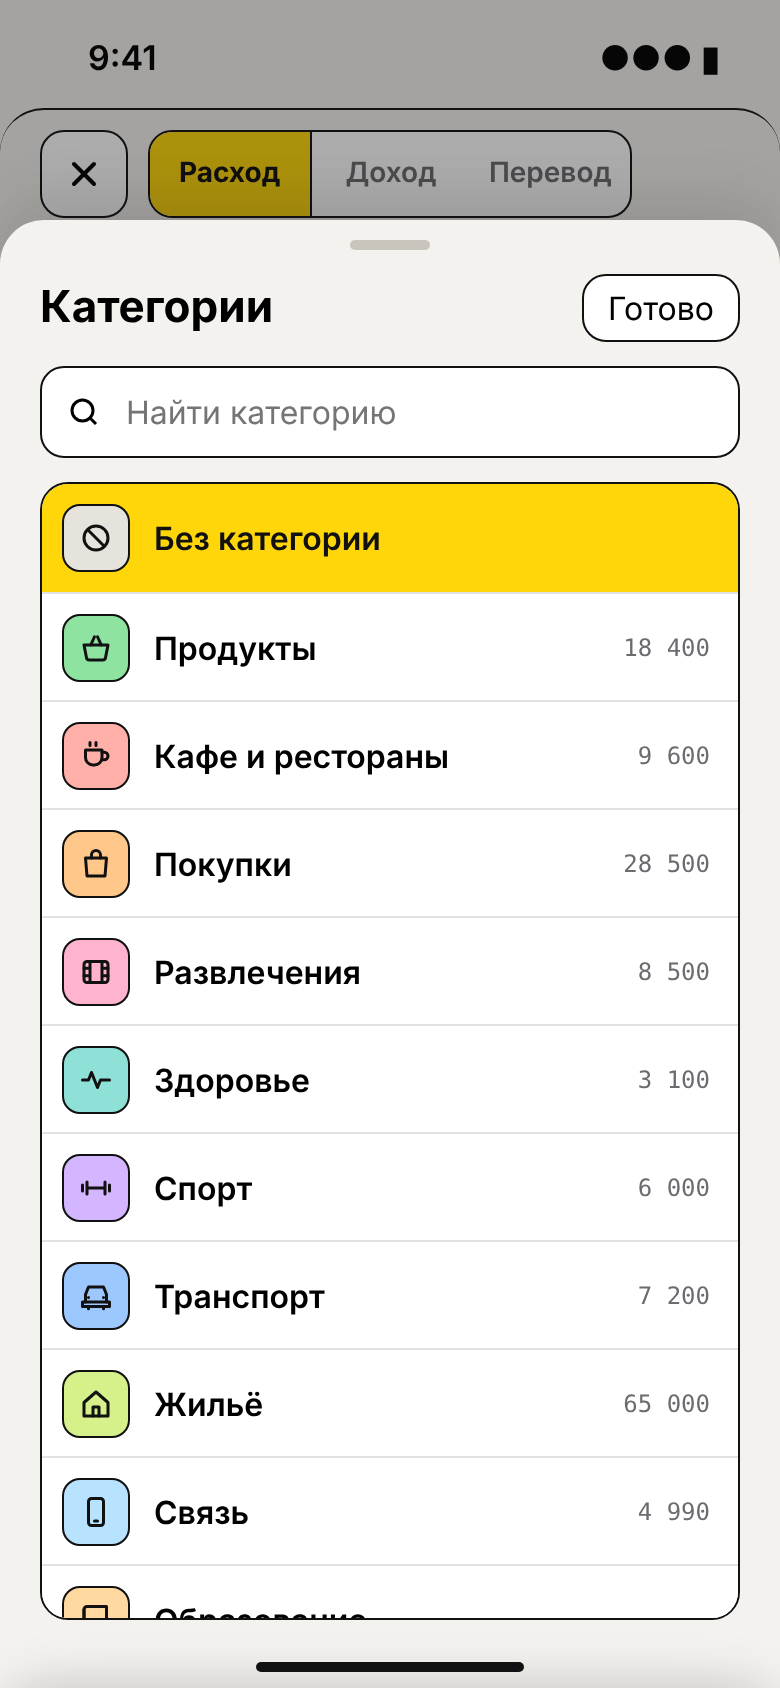 9:41
Расход Доход Перевод
Категории Готово
Найти категорию
Без категории
Продукты 18 400
Кафе и рестораны 9 600
Покупки 28 500
Развлечения 8 500
Здоровье 3 100
Спорт 6 000
Транспорт 7 200
Жильё 65 000
Связь 4 990
Образование